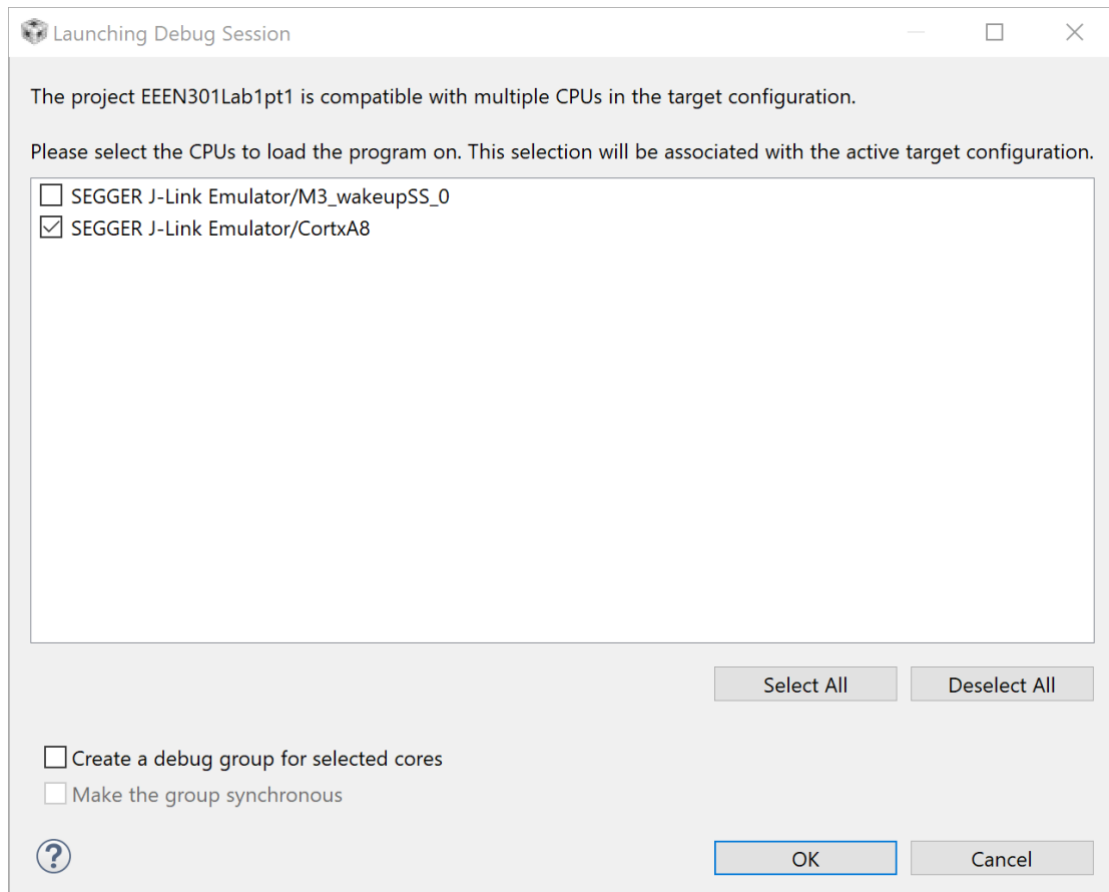 Launching Debug Session
The project EEEN301Lab1pt1 is compatible with multiple CPUs in the target configuration.
Please select the CPUs to load the program on. This selection will be associated with the active target configuration.
SEGGER J-Link Emulator/M3_wakeupSS_0
SEGGER J-Link Emulator/CortxA8
Select All
Deselect All
Create a debug group for selected cores
Make the group synchronous
?
OK
Cancel